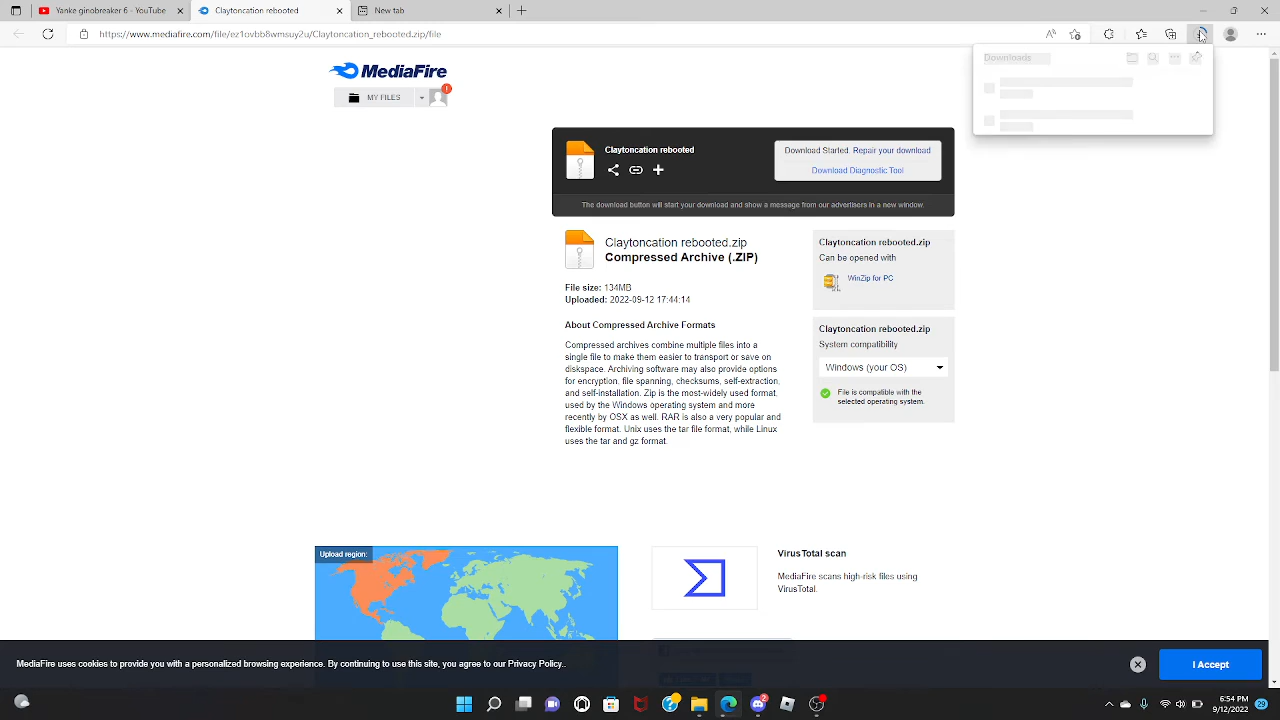 Yanke ginobreaker 6 - YouTube
Claytoncation rebooted
New tab
https://www.mediafire.com/file/ez1ovbb8wmsuy2u/Claytoncation_rebooted.zip/file
Downloads
MediaFire
MY FILES
Claytoncation rebooted
Download Started. Repair your download
Download Diagnostic Tool
The download button will start your download and show a message from our advertisers in a new window.
Claytoncation rebooted.zip
Compressed Archive (.ZIP)
File size: 134MB
Uploaded: 2022-09-12 17:44:14
About Compressed Archive Formats
Compressed archives combine multiple files into a
single file to make them easier to transport or save on
diskspace. Archiving software may also provide options
for encryption, file spanning, checksums, self-extraction,
and self-installation. Zip is the most-widely used format,
used by the Windows operating system and more
recently by OSX as well. RAR is also a very popular and
flexible format. Unix uses the tar file format, while Linux
uses the tar and gz format.
Claytoncation rebooted.zip
Can be opened with
WinZip for PC
Claytoncation rebooted.zip
System compatibility
Windows (your OS)
File is compatible with the
selected operating system.
Upload region:
VirusTotal scan
MediaFire scans high-risk files using
VirusTotal.
MediaFire uses cookies to provide you with a personalized browsing experience. By continuing to use this site, you agree to our Privacy Policy..
I Accept
2
6:54 PM
9/12/2022
29